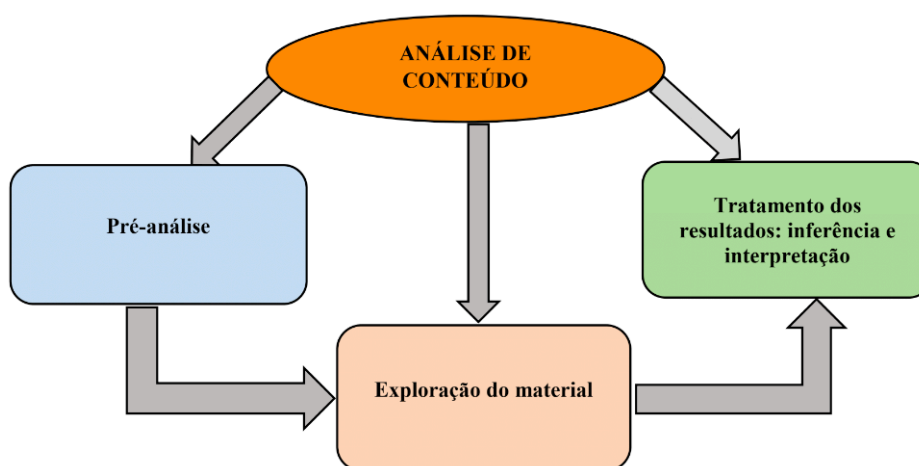 ANÁLISE DE
CONTEÚDO
Pré-análise
Tratamento dos
resultados: inferência e
interpretação
Exploração do material